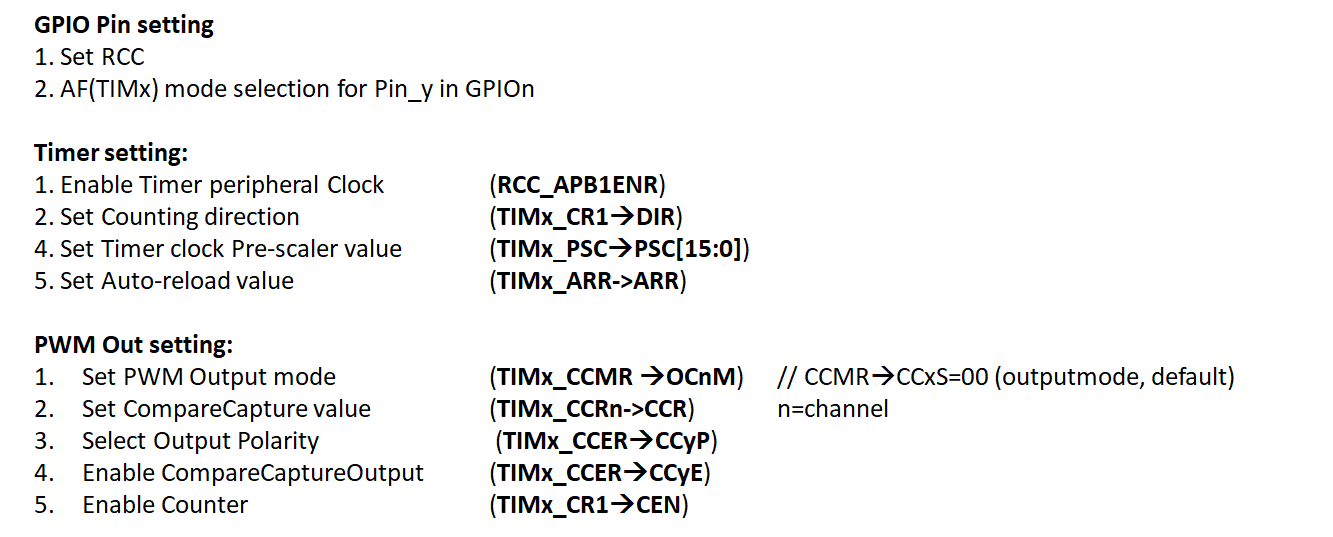 GPIO Pin setting
1. Set RCC
2. AF(TIMx) mode selection for Pin_y in GPIOn
Timer setting:
1. Enable Timer peripheral Clock (RCC_APB1ENR)
2. Set Counting direction (TIMx_CR1→DIR)
4. Set Timer clock Pre-scaler value (TIMx_PSC→PSC[15:0])
5. Set Auto-reload value (TIMx_ARR->ARR)
PWM Out setting:
1. Set PWM Output mode (TIMx_CCMR →OCnM) // CCMR→CCxS=00 (outputmode, default)
2. Set CompareCapture value (TIMx_CCRn->CCR) n=channel
3. Select Output Polarity (TIMx_CCER→CCyP)
4. Enable CompareCaptureOutput (TIMx_CCER→CCyE)
5. Enable Counter (TIMx_CR1→CEN)